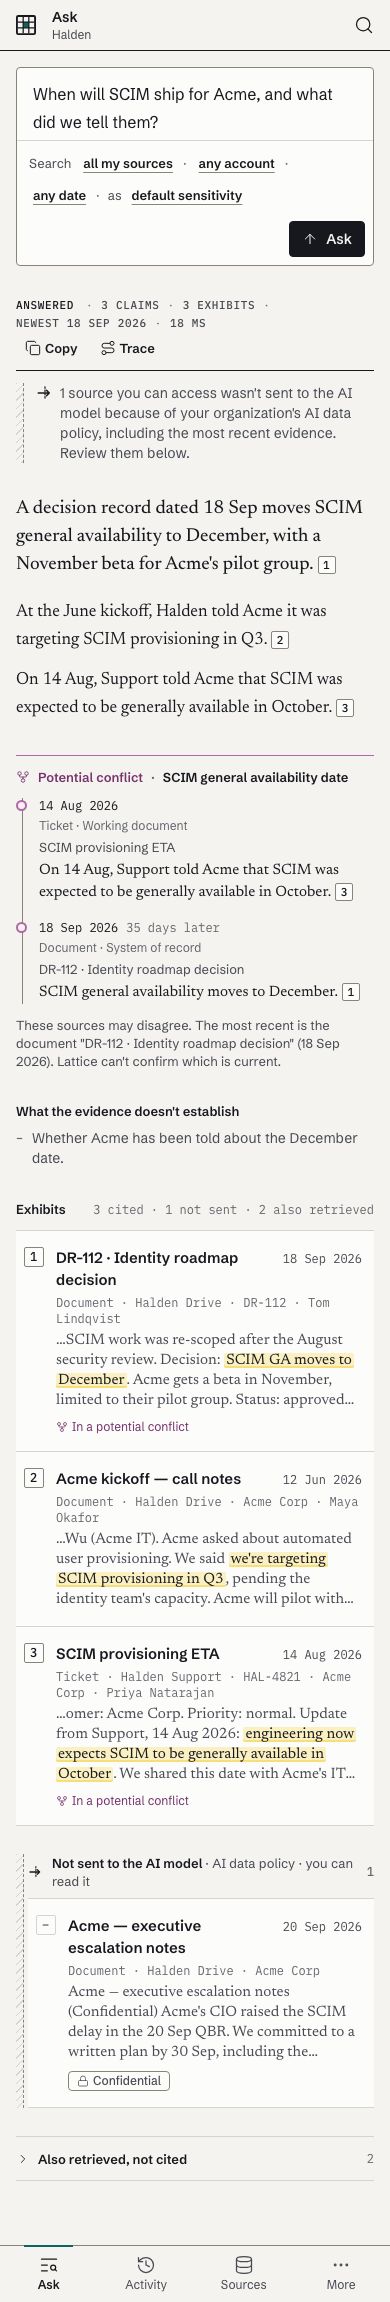 Ask
Halden
When will SCIM ship for Acme, and what
did we tell them?
Search all my sources · any account ·
any date · as default sensitivity
Ask
ANSWERED · 3 CLAIMS · 3 EXHIBITS ·
NEWEST 18 SEP 2026 · 18 MS
Copy Trace
1 source you can access wasn't sent to the AI
model because of your organization's AI data
policy, including the most recent evidence.
Review them below.
A decision record dated 18 Sep moves SCIM
general availability to December, with a
November beta for Acme's pilot group. 1
At the June kickoff, Halden told Acme it was
targeting SCIM provisioning in Q3. 2
On 14 Aug, Support told Acme that SCIM was
expected to be generally available in October. 3
Potential conflict · SCIM general availability date
14 Aug 2026
Ticket · Working document
SCIM provisioning ETA
On 14 Aug, Support told Acme that SCIM was
expected to be generally available in October. 3
18 Sep 2026 35 days later
Document · System of record
DR-112 · Identity roadmap decision
SCIM general availability moves to December. 1
These sources may disagree. The most recent is the
document "DR-112 · Identity roadmap decision" (18 Sep
2026). Lattice can't confirm which is current.
What the evidence doesn't establish
– Whether Acme has been told about the December
date.
Exhibits 3 cited · 1 not sent · 2 also retrieved
1 DR-112 · Identity roadmap 18 Sep 2026
decision
Document · Halden Drive · DR-112 · Tom
Lindqvist
…SCIM work was re-scoped after the August
security review. Decision: SCIM GA moves to
December. Acme gets a beta in November,
limited to their pilot group. Status: approved…
In a potential conflict
2 Acme kickoff — call notes 12 Jun 2026
Document · Halden Drive · Acme Corp · Maya
Okafor
…Wu (Acme IT). Acme asked about automated
user provisioning. We said we're targeting
SCIM provisioning in Q3, pending the
identity team's capacity. Acme will pilot with…
3 SCIM provisioning ETA 14 Aug 2026
Ticket · Halden Support · HAL-4821 · Acme
Corp · Priya Natarajan
…omer: Acme Corp. Priority: normal. Update
from Support, 14 Aug 2026: engineering now
expects SCIM to be generally available in
October. We shared this date with Acme's IT…
In a potential conflict
Not sent to the AI model · AI data policy · you can 1
read it
– Acme — executive 20 Sep 2026
escalation notes
Document · Halden Drive · Acme Corp
Acme — executive escalation notes
(Confidential) Acme's CIO raised the SCIM
delay in the 20 Sep QBR. We committed to a
written plan by 30 Sep, including the…
Confidential
Also retrieved, not cited 2
Ask Activity Sources More